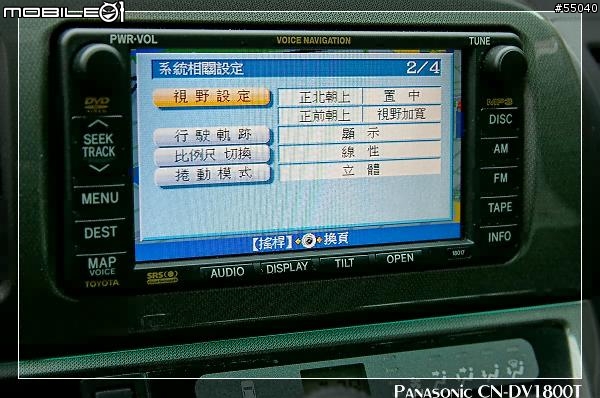 mobile01
#55040
PWR·VOL
VOICE NAVIGATION
TUNE
系統相關設定 2/4
視野設定 正北朝上 置中
正前朝上 視野加寬
行駛軌跡 顯示
比例尺 切換 線性
捲動模式 立體
【搖桿】 換頁
DVD
SEEK
TRACK
MENU
DEST
MAP
VOICE
TOYOTA
MP3
DISC
AM
FM
TAPE
INFO
SRS
AUDIO
DISPLAY
TILT
OPEN
18017
PANASONIC CN-DV1800T